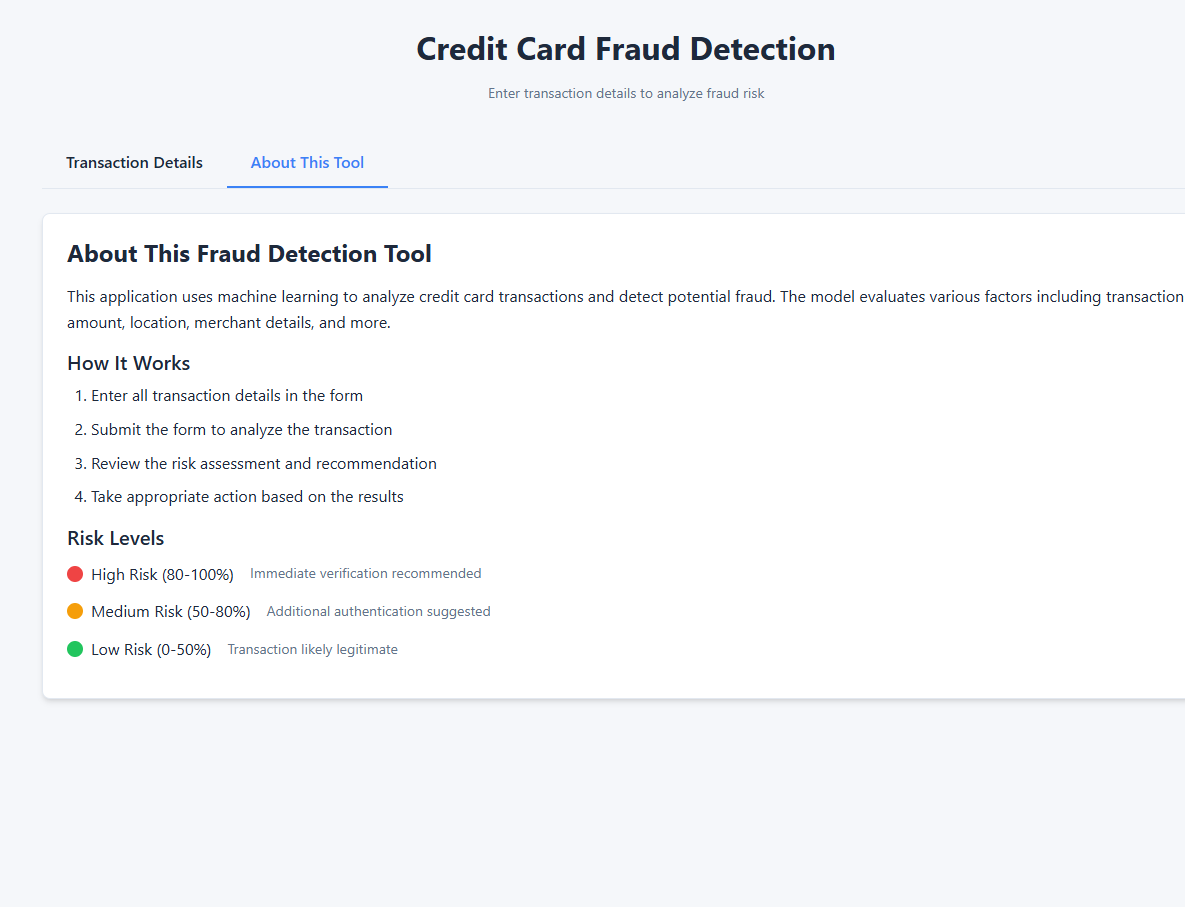 Credit Card Fraud Detection
Enter transaction details to analyze fraud risk
Transaction Details
About This Tool
About This Fraud Detection Tool
This application uses machine learning to analyze credit card transactions and detect potential fraud. The model evaluates various factors including transaction
amount, location, merchant details, and more.
How It Works
1. Enter all transaction details in the form
2. Submit the form to analyze the transaction
3. Review the risk assessment and recommendation
4. Take appropriate action based on the results
Risk Levels
High Risk (80-100%) Immediate verification recommended
Medium Risk (50-80%) Additional authentication suggested
Low Risk (0-50%) Transaction likely legitimate